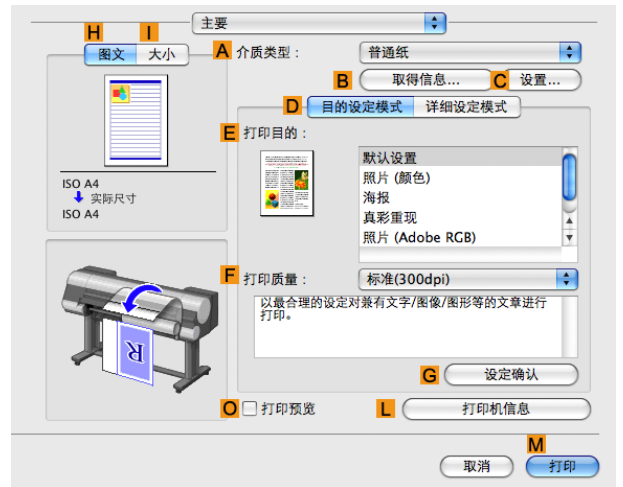 主要
H I
图文 大小
A 介质类型： 普通纸
B 取得信息... C 设置...
D 目的设定模式 详细设定模式
E 打印目的：
默认设置
照片 (颜色)
海报
真彩重现
照片 (Adobe RGB)
ISO A4
实际尺寸
ISO A4
F 打印质量： 标准(300dpi)
以最合理的设定对兼有文字/图像/图形等的文章进行
打印。
R
G 设定确认
O 打印预览 L 打印机信息
M
取消 打印